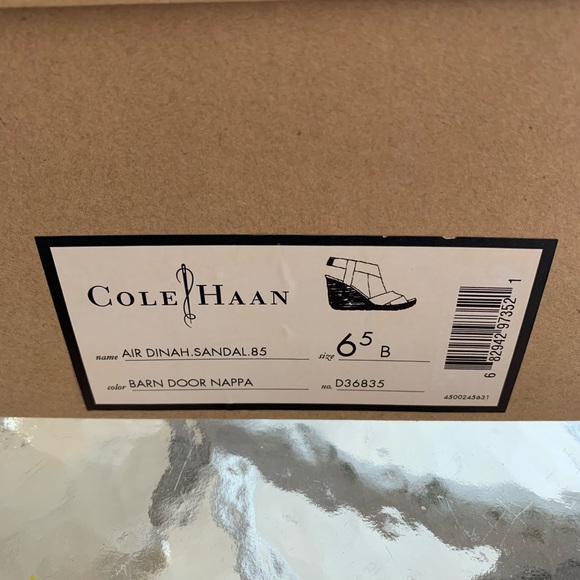 COLE HAAN
name AIR DINAH.SANDAL.85
size 6⁵ B
color BARN DOOR NAPPA
no. D36835
6 82942 97352 1
4500245631